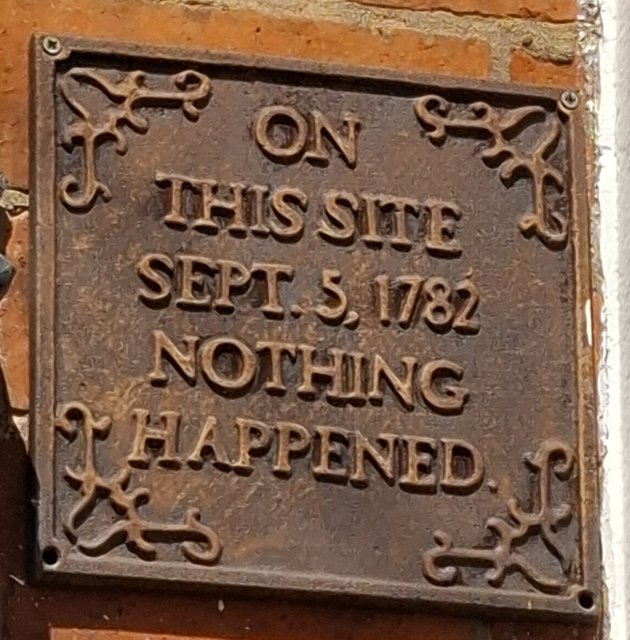 ON
THIS SITE
SEPT. 5, 1782
NOTHING
HAPPENED.